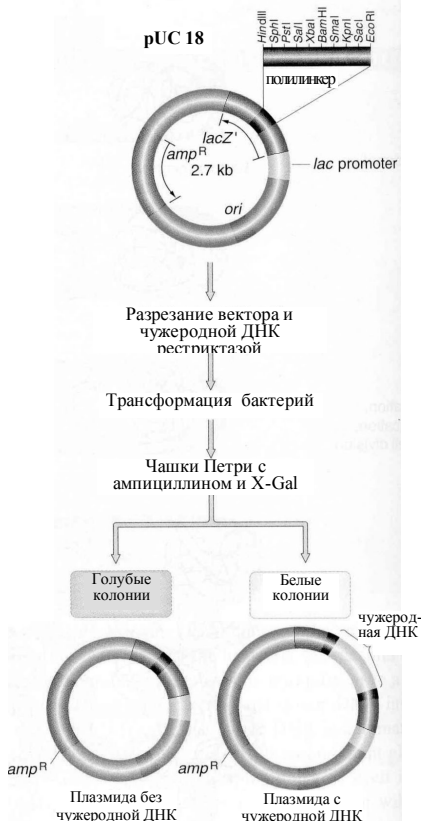 pUC 18
HindIII
SphI
PstI
SalI
XbaI
BamHI
SmaI
KpnI
SacI
EcoRI
полилинкер
lacZ'
ampR
2.7 kb
lac promoter
ori
Разрезание вектора и
чужеродной ДНК
рестриктазой
Трансформация бактерий
Чашки Петри с
ампициллином и X-Gal
Голубые
колонии
Белые
колонии
чужерод-
ная ДНК
ampR
ampR
Плазмида без
чужеродной ДНК
Плазмида с
чужеродной ДНК